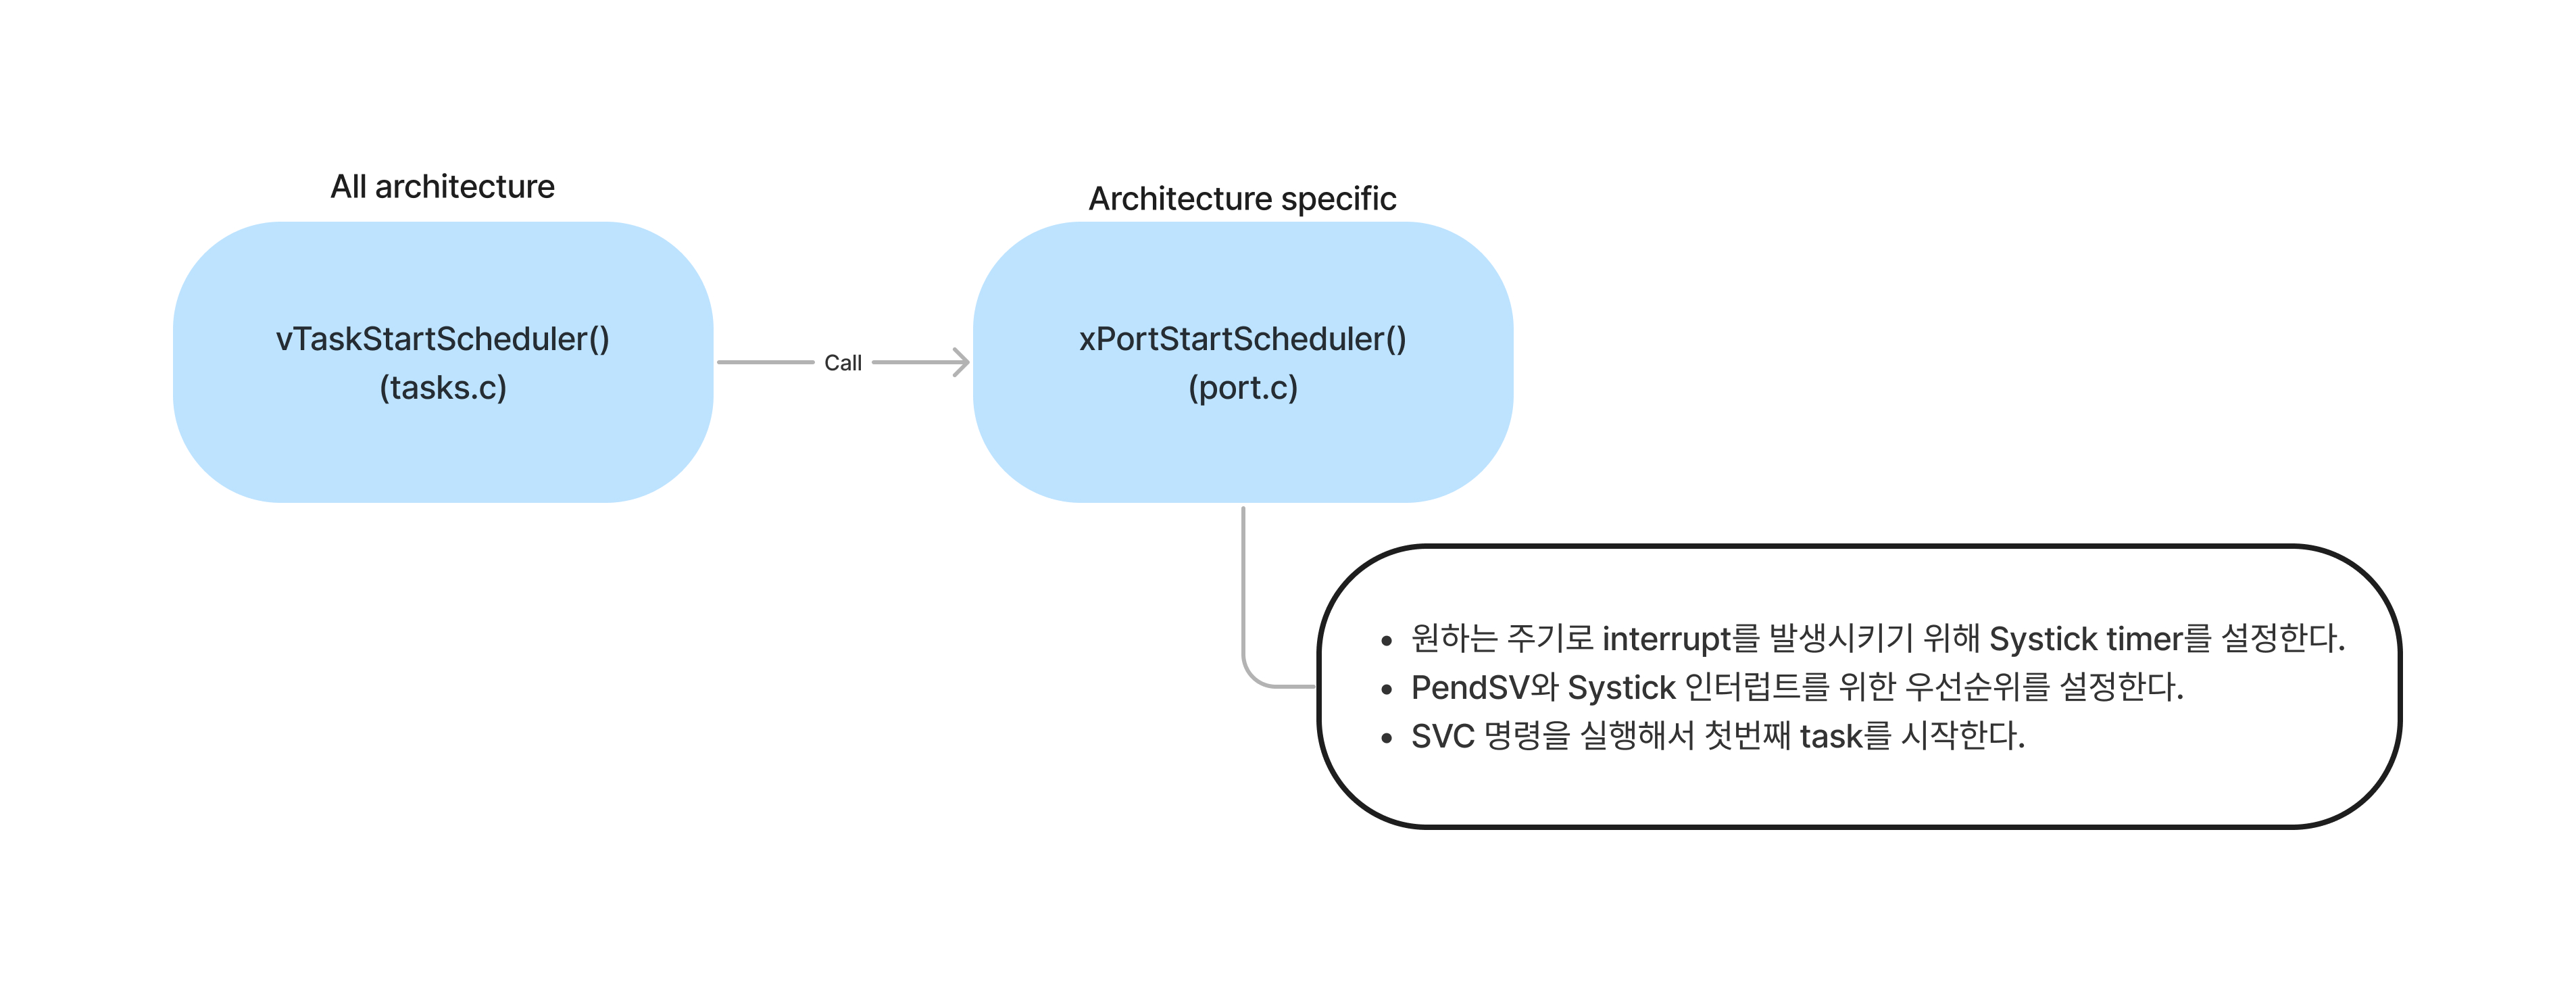 All architecture
vTaskStartScheduler()
(tasks.c)
Call
Architecture specific
xPortStartScheduler()
(port.c)
• 원하는 주기로 interrupt를 발생시키기 위해 Systick timer를 설정한다.
• PendSV와 Systick 인터럽트를 위한 우선순위를 설정한다.
• SVC 명령을 실행해서 첫번째 task를 시작한다.